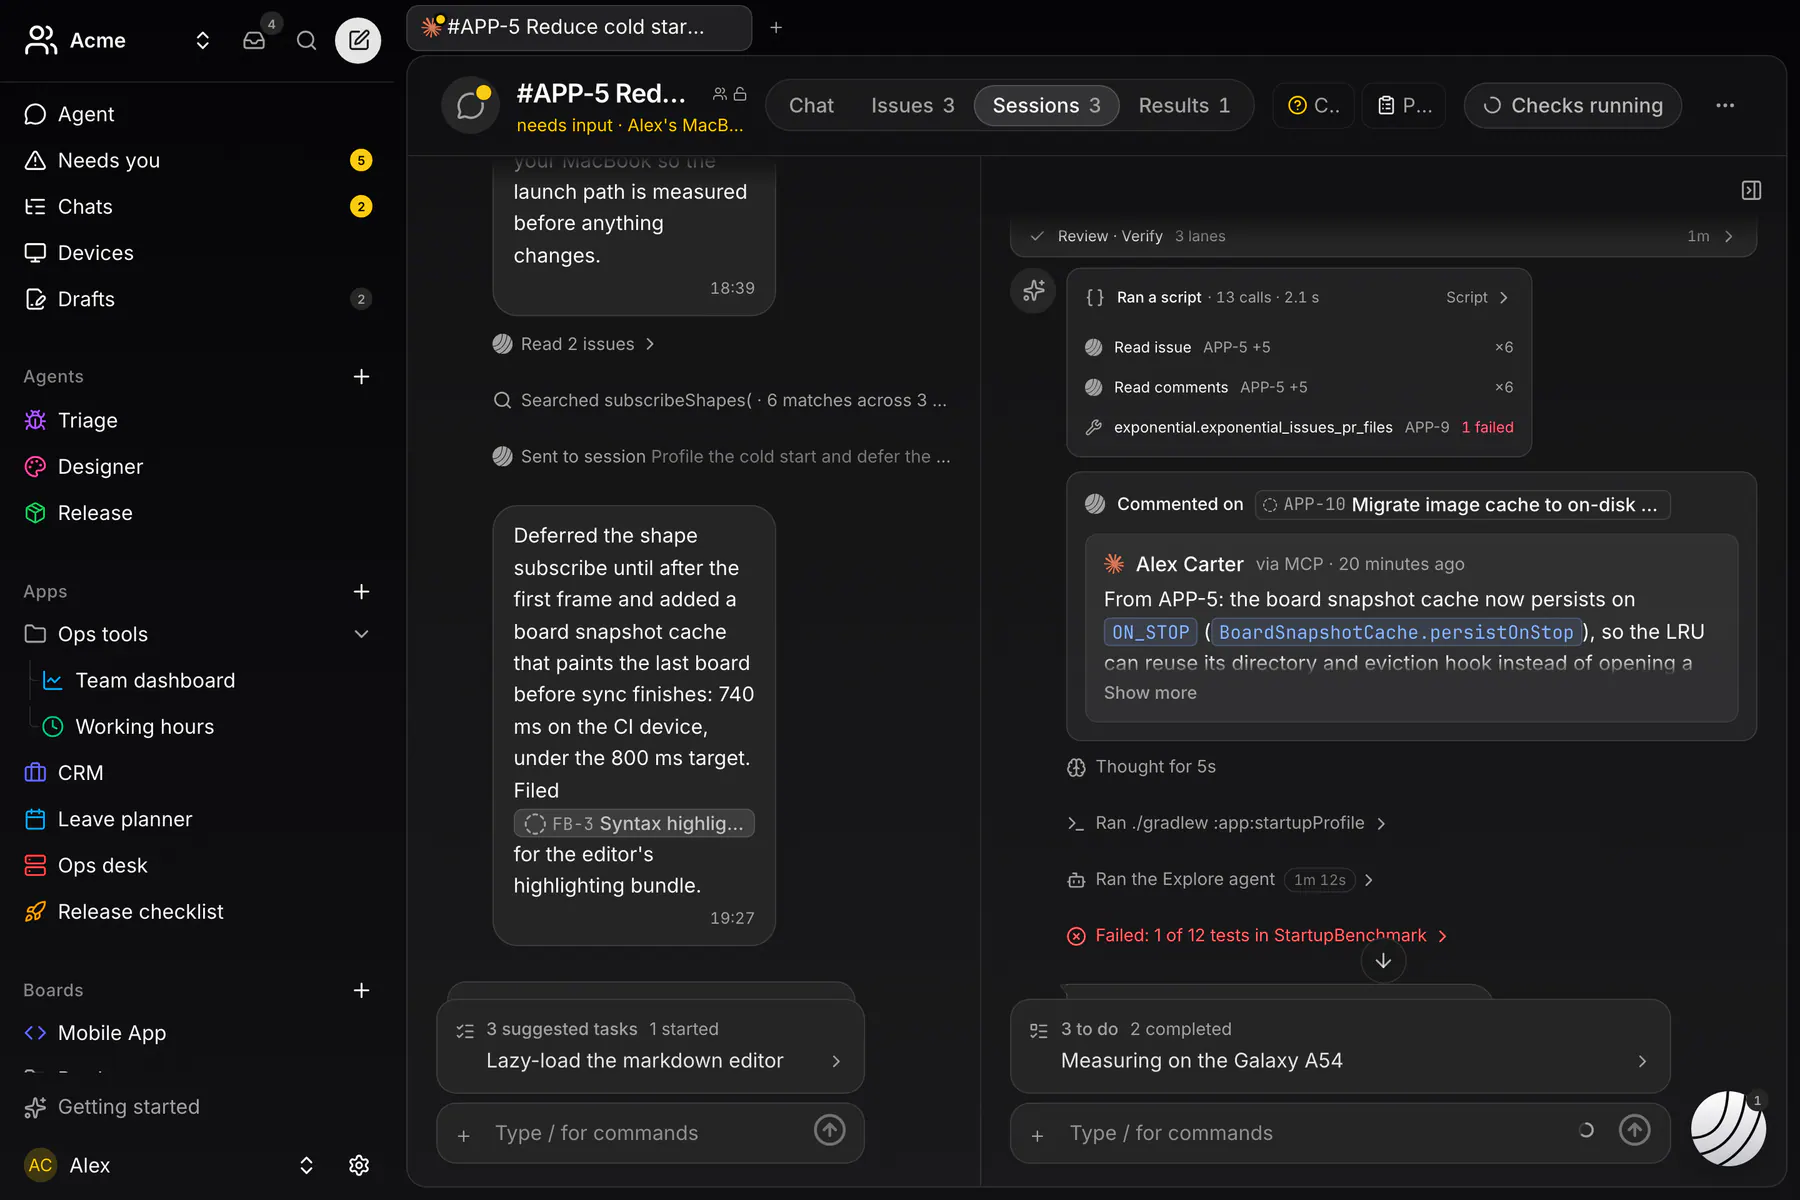 Acme
4
Agent
Needs you
5
Chats
2
Devices
Drafts
2
Agents
Triage
Designer
Release
Apps
Ops tools
Team dashboard
Working hours
CRM
Leave planner
Ops desk
Release checklist
Boards
Mobile App
Getting started
AC
Alex
#APP-5 Reduce cold star...
#APP-5 Red...
needs input · Alex's MacB...
Chat
Issues 3
Sessions 3
Results 1
C..
P...
Checks running
your MacBook so the
launch path is measured
before anything
changes.
18:39
Read 2 issues
Searched subscribeShapes( · 6 matches across 3 ...
Sent to session Profile the cold start and defer the ...
Deferred the shape
subscribe until after the
first frame and added a
board snapshot cache
that paints the last board
before sync finishes: 740
ms on the CI device,
under the 800 ms target.
Filed
FB-3 Syntax highlig...
for the editor's
highlighting bundle.
19:27
3 suggested tasks 1 started
Lazy-load the markdown editor
Type / for commands
Review · Verify 3 lanes
1m
{} Ran a script · 13 calls · 2.1 s
Script
Read issue APP-5 +5
×6
Read comments APP-5 +5
×6
exponential.exponential_issues_pr_files APP-9 1 failed
Commented on APP-10 Migrate image cache to on-disk ...
Alex Carter via MCP · 20 minutes ago
From APP-5: the board snapshot cache now persists on
ON_STOP (BoardSnapshotCache.persistOnStop), so the LRU
can reuse its directory and eviction hook instead of opening a
Show more
Thought for 5s
Ran ./gradlew :app:startupProfile
Ran the Explore agent 1m 12s
Failed: 1 of 12 tests in StartupBenchmark
3 to do 2 completed
Measuring on the Galaxy A54
Type / for commands
1